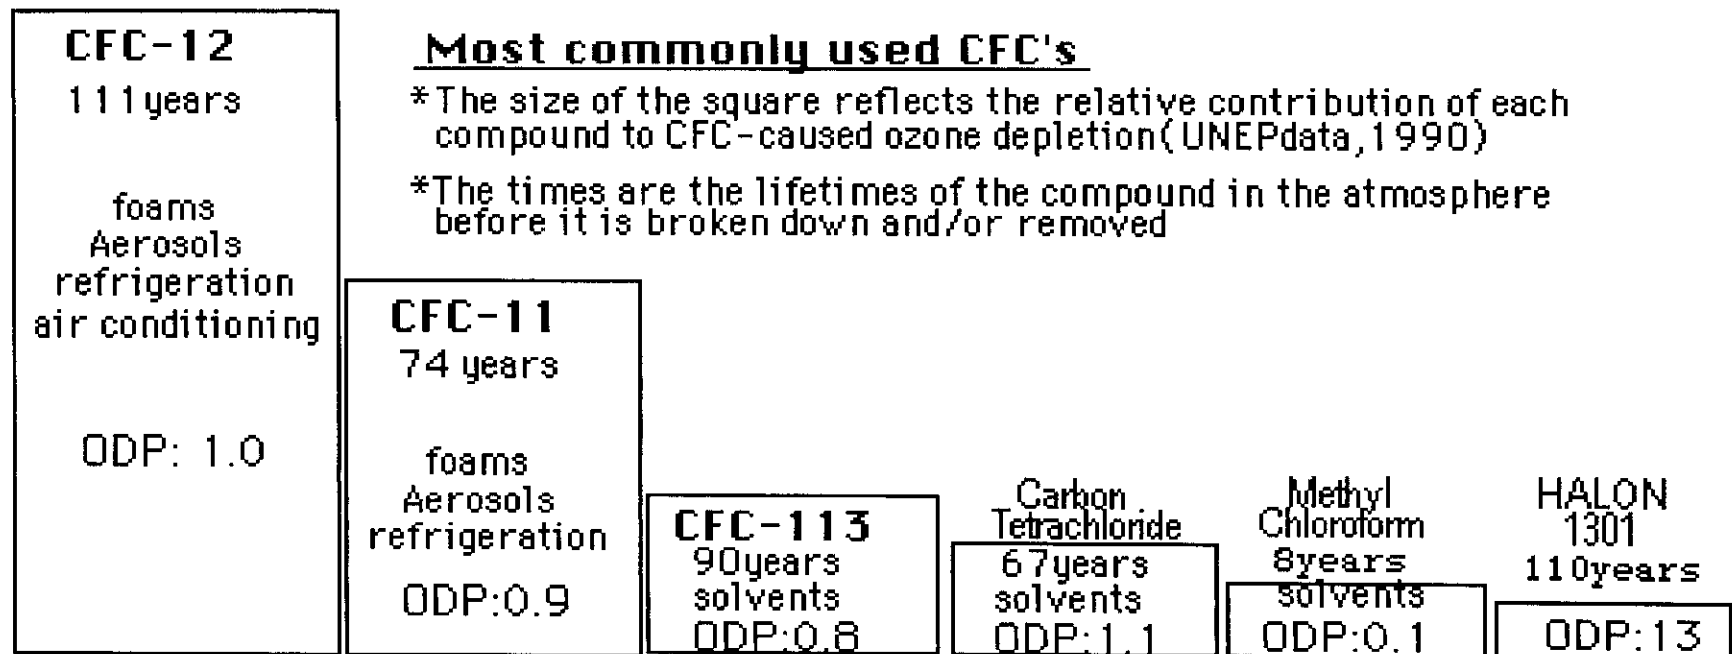 CFC-12
111years
foams
Aerosols
refrigeration
air conditioning
ODP: 1.0
Most commonly used CFC's
*The size of the square reflects the relative contribution of each
compound to CFC-caused ozone depletion(UNEPdata,1990)
*The times are the lifetimes of the compound in the atmosphere
before it is broken down and/or removed
CFC-11
74 years
foams
Aerosols
refrigeration
ODP:0.9
CFC-113
90years
solvents
ODP:0.8
Carbon
Tetrachloride
67years
solvents
ODP:1.1
Methyl
Chloroform
8years
solvents
ODP:0.1
HALON
1301
110years
ODP:13